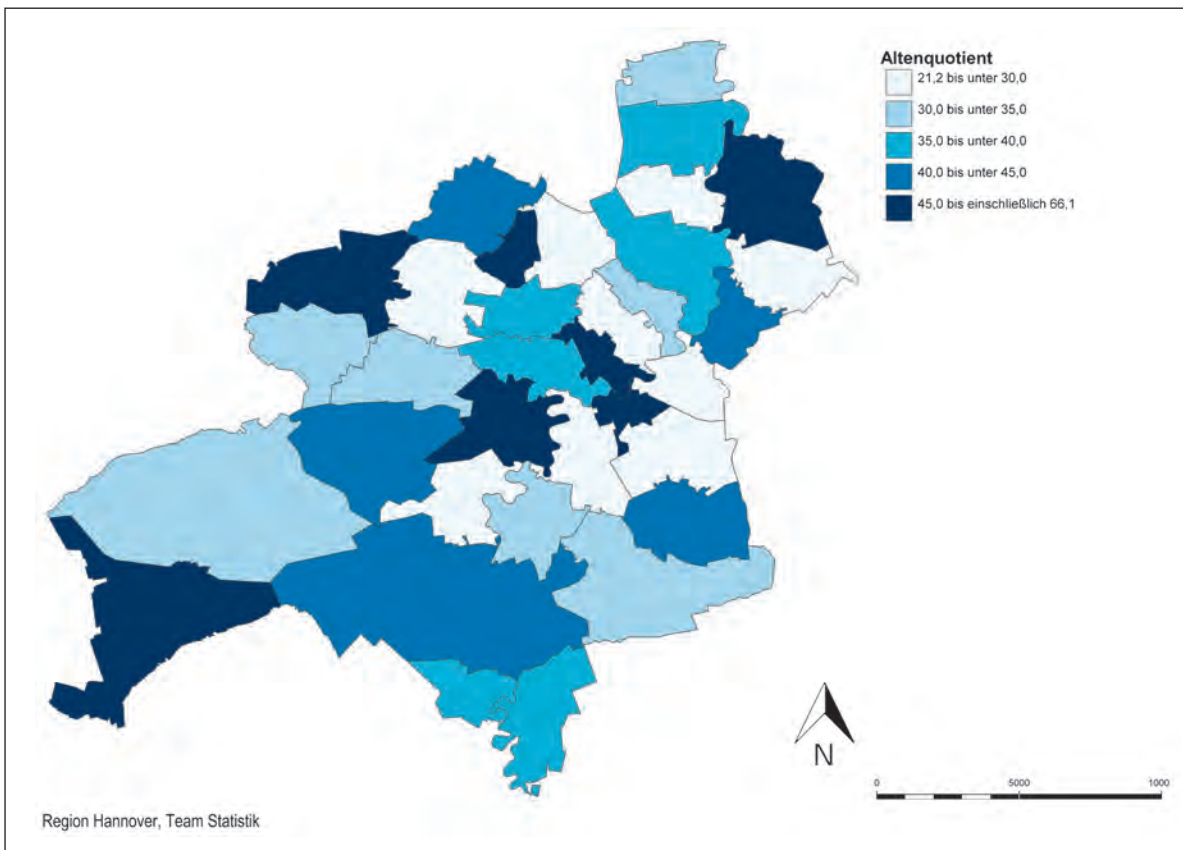 Altenquotient
21,2 bis unter 30,0
30,0 bis unter 35,0
35,0 bis unter 40,0
40,0 bis unter 45,0
45,0 bis einschließlich 66,1
N
0 5000 1000
Region Hannover, Team Statistik